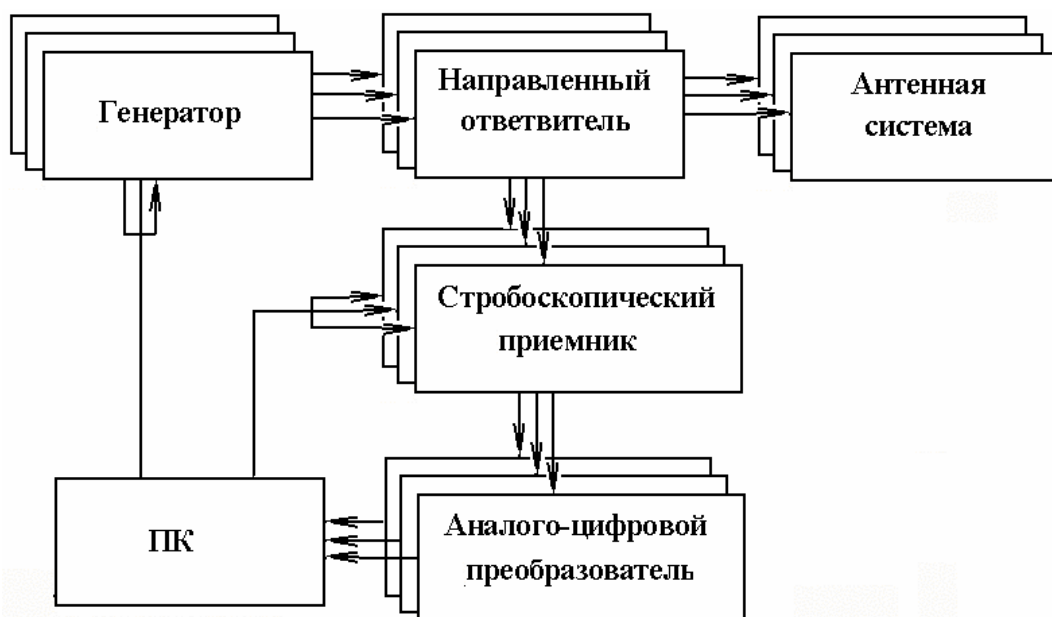 Генератор
Направленный
ответвитель
Антенная
система
Стробоскопический
приемник
ПК
Аналого-цифровой
преобразователь